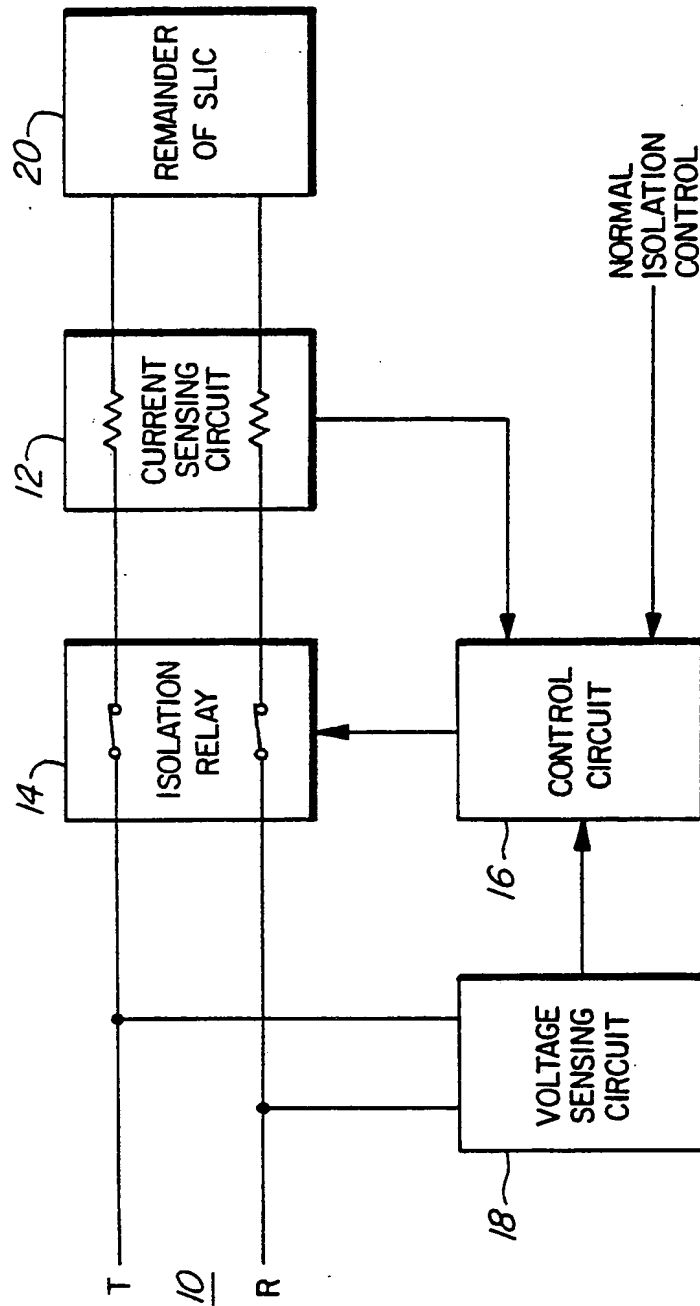 20
REMAINDER
OF SLIC
12
CURRENT
SENSING
CIRCUIT
14
ISOLATION
RELAY
T
10
R
NORMAL
ISOLATION
CONTROL
16
CONTROL
CIRCUIT
18
VOLTAGE
SENSING
CIRCUIT